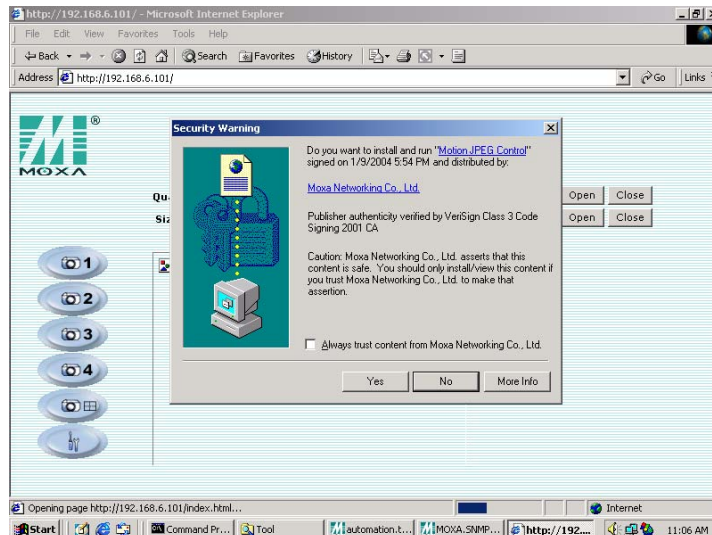 http://192.168.6.101/ - Microsoft Internet Explorer
File Edit View Favorites Tools Help
Back Search Favorites History
Address http://192.168.6.101/ Go Links
®
MOXA
Security Warning
Do you want to install and run "Motion JPEG Control"
signed on 1/9/2004 5:54 PM and distributed by:
Moxa Networking Co., Ltd.
Publisher authenticity verified by VeriSign Class 3 Code
Signing 2001 CA
Caution: Moxa Networking Co., Ltd. asserts that this
content is safe. You should only install/view this content if
you trust Moxa Networking Co., Ltd. to make that
assertion.
Always trust content from Moxa Networking Co., Ltd.
Yes No More Info
Open Close
Open Close
1
2
3
4
Opening page http://192.168.6.101/index.html... Internet
Start Command Pr... Tool automation.t... MOXA.SNMP... http://192.... 11:06 AM